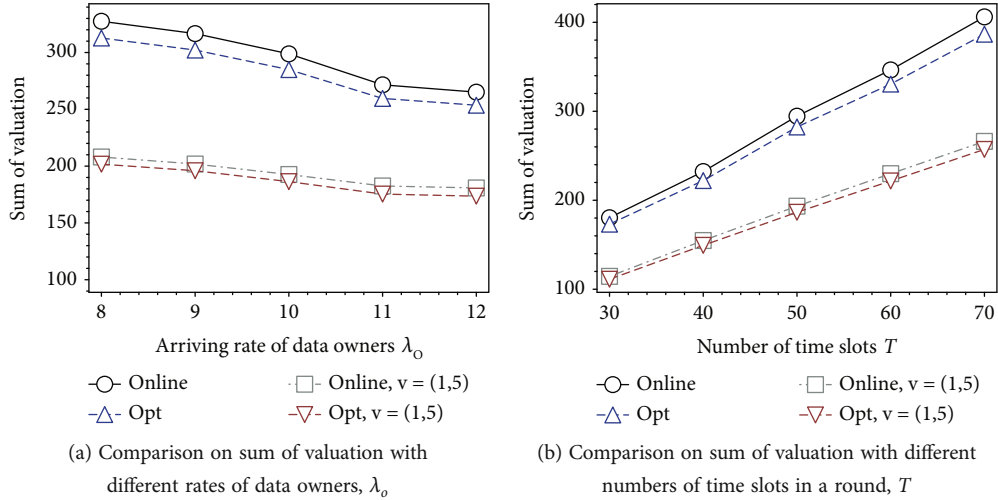 300
250
200
150
100
Sum of valuation
8
9
10
11
12
Arriving rate of data owners λO
Online
Online, v = (1,5)
Opt
Opt, v = (1,5)
(a) Comparison on sum of valuation with
different rates of data owners, λo
400
300
200
100
Sum of valuation
30
40
50
60
70
Number of time slots T
Online
Online, v = (1,5)
Opt
Opt, v = (1,5)
(b) Comparison on sum of valuation with different
numbers of time slots in a round, T